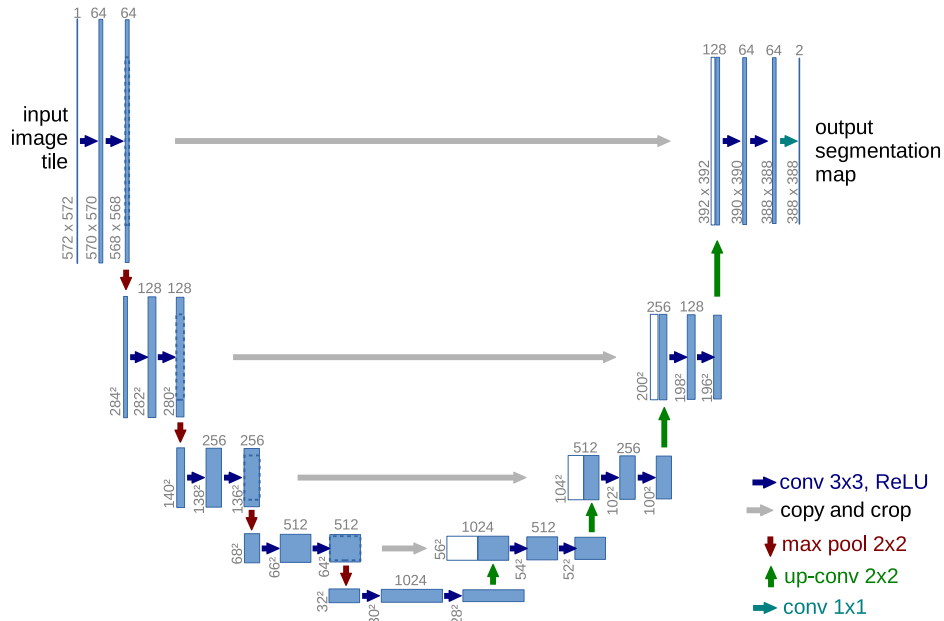 1 64 64
128 64 64 2
input
image
tile
output
segmentation
map
572 x 572
570 x 570
568 x 568
392 x 392
390 x 390
388 x 388
388 x 388
128 128
256 128
284²
282²
280²
200²
198²
196²
256 256
512 256
140²
138²
136²
104²
102²
100²
512 512
1024 512
68²
66²
64²
56²
54²
52²
1024
32²
30²
28²
conv 3x3, ReLU
copy and crop
max pool 2x2
up-conv 2x2
conv 1x1